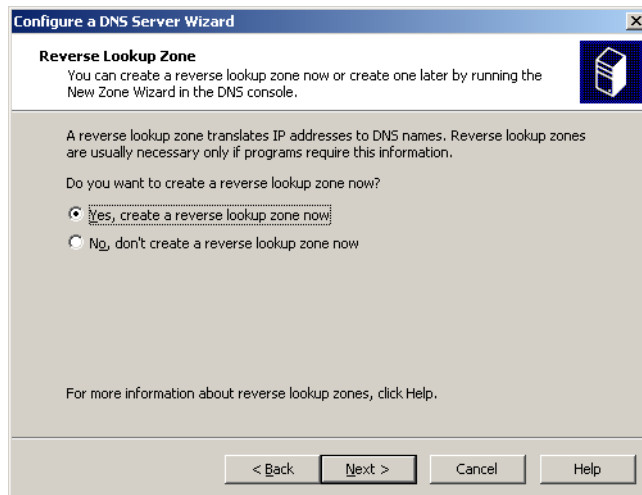 Configure a DNS Server Wizard
Reverse Lookup Zone
You can create a reverse lookup zone now or create one later by running the
New Zone Wizard in the DNS console.
A reverse lookup zone translates IP addresses to DNS names. Reverse lookup zones
are usually necessary only if programs require this information.
Do you want to create a reverse lookup zone now?
Yes, create a reverse lookup zone now
No, don't create a reverse lookup zone now
For more information about reverse lookup zones, click Help.
< Back Next > Cancel Help